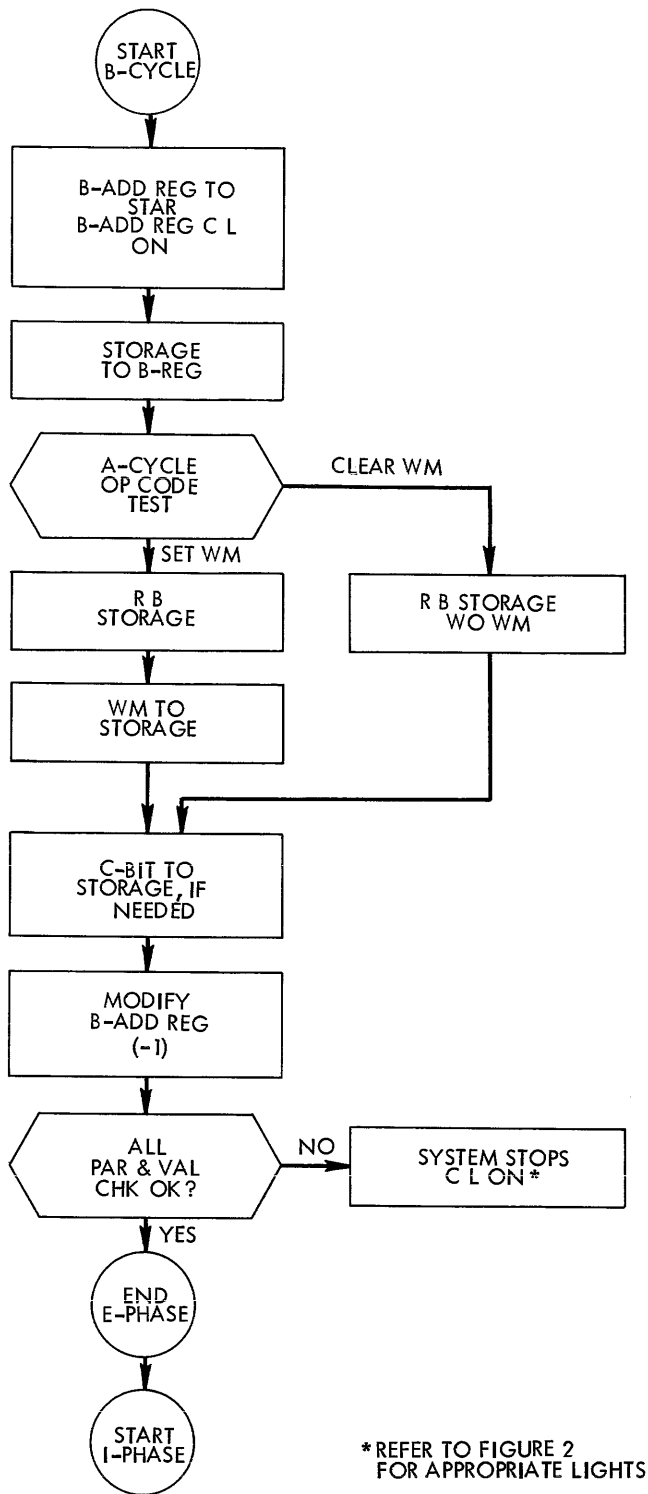 START
B-CYCLE
B-ADD REG TO
STAR
B-ADD REG C L
ON
STORAGE
TO B-REG
A-CYCLE
OP CODE
TEST
CLEAR WM
SET WM
R B
STORAGE
R B STORAGE
WO WM
WM TO
STORAGE
C-BIT TO
STORAGE, IF
NEEDED
MODIFY
B-ADD REG
(-1)
ALL
PAR & VAL
CHK OK?
NO
SYSTEM STOPS
C L ON*
YES
END
E-PHASE
START
I-PHASE
* REFER TO FIGURE 2
FOR APPROPRIATE LIGHTS